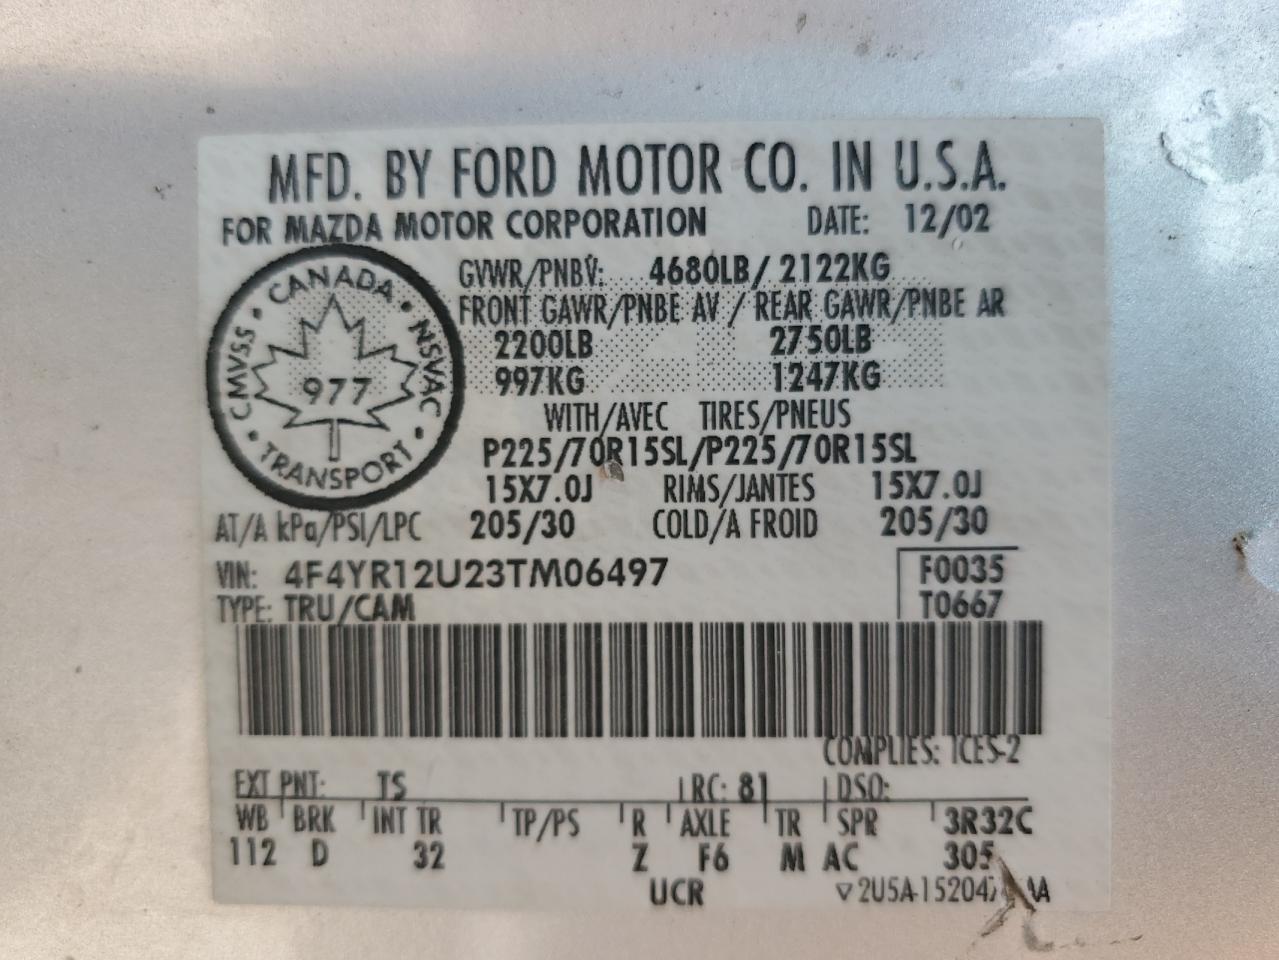 MFD. BY FORD MOTOR CO. IN U.S.A.
FOR MAZDA MOTOR CORPORATION DATE: 12/02
CANADA
CMVSS NSVAC
977
TRANSPORT
GVWR/PNBV: 4680LB/ 2122KG
FRONT GAWR/PNBE AV / REAR GAWR/PNBE AR
2200LB 2750LB
997KG 1247KG
WITH/AVEC TIRES/PNEUS
P225/70R15SL/P225/70R15SL
15X7.0J RIMS/JANTES 15X7.0J
AT/A kPa/PSI/LPC 205/30 COLD/A FROID 205/30
VIN: 4F4YR12U23TM06497 F0035
TYPE: TRU/CAM T0667
COMPLIES: ICES-2
EXT PNT: TS RC: 81 DSO:
WB BRK INT TR TP/PS R AXLE TR SPR 3R32C
112 D 32 Z F6 M AC 305
UCR